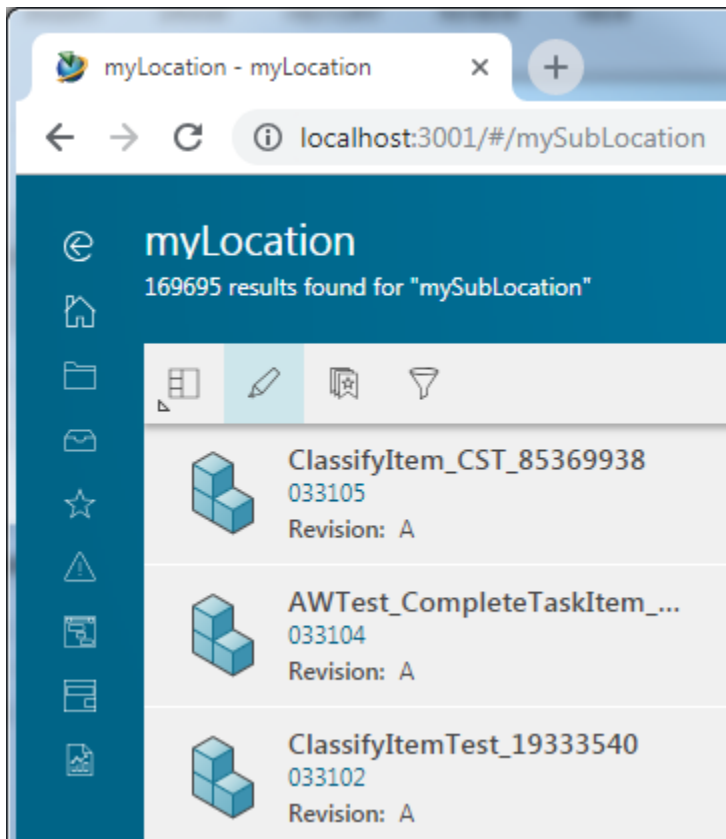 myLocation - myLocation
localhost:3001/#/mySubLocation
myLocation
169695 results found for "mySubLocation"
ClassifyItem_CST_85369938
033105
Revision: A
AWTest_CompleteTaskItem_...
033104
Revision: A
ClassifyItemTest_19333540
033102
Revision: A